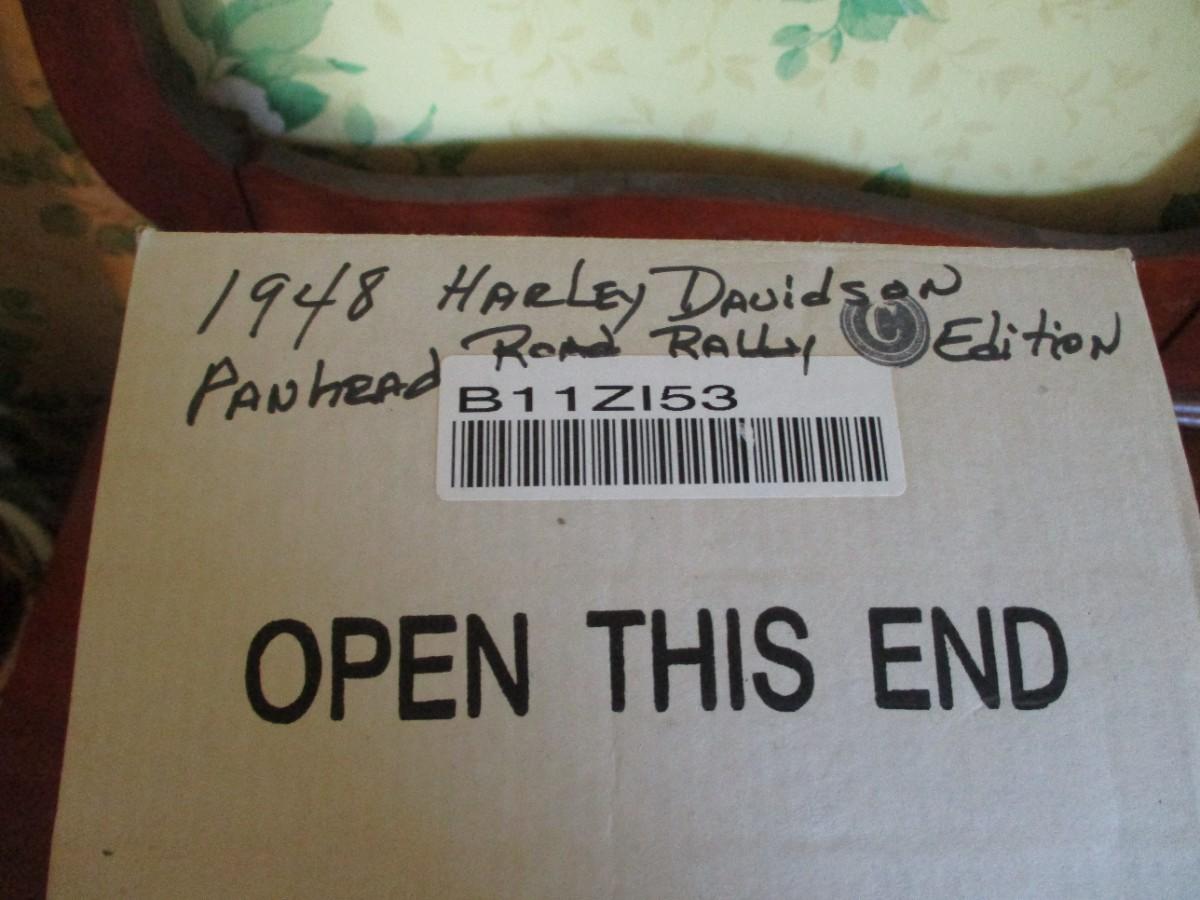 1948 Harley Davidson
Panhead Road Rally Edition
B11ZI53
OPEN THIS END